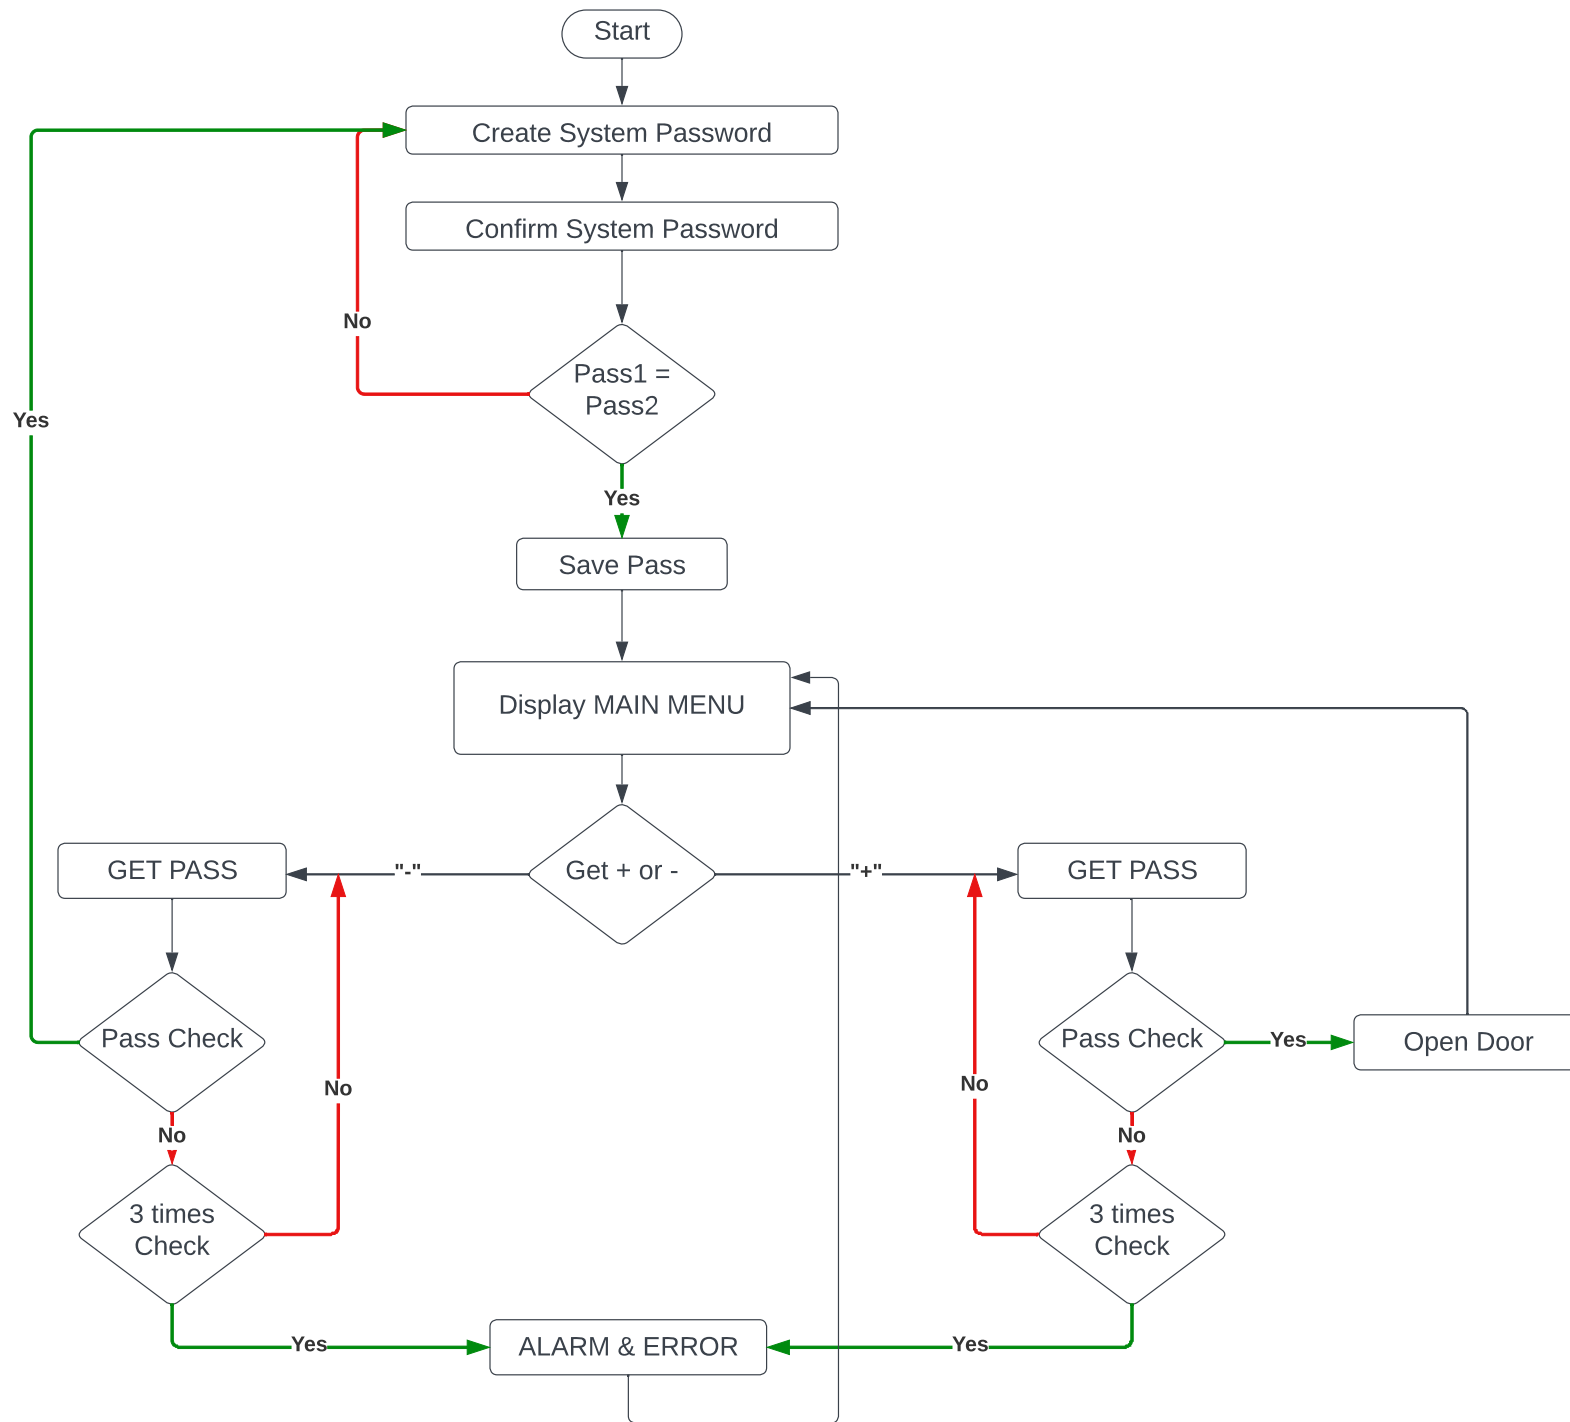 Start
Create System Password
Confirm System Password
No
Pass1 =
Pass2
Yes
Yes
Save Pass
Display MAIN MENU
GET PASS
"-"
Get + or -
"+"
GET PASS
Pass Check
No
Pass Check
Yes
Open Door
No
No
No
3 times
Check
3 times
Check
Yes
ALARM & ERROR
Yes